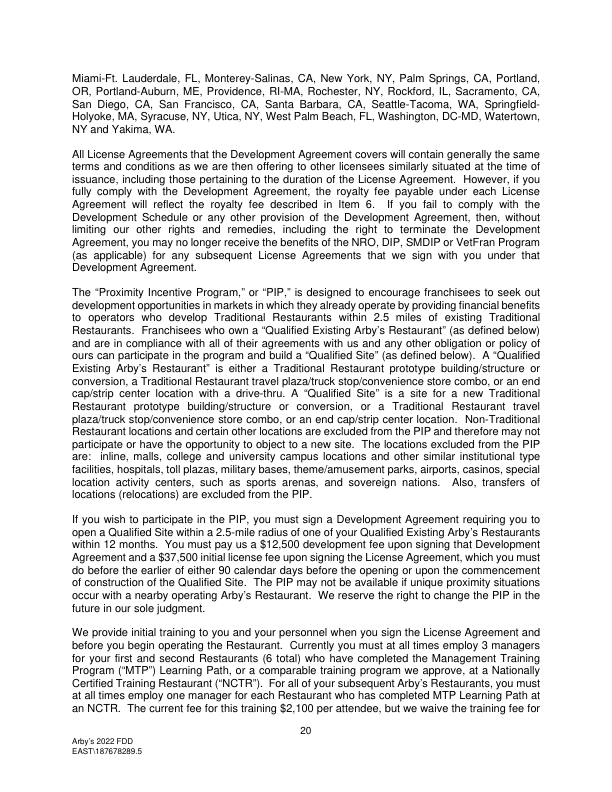 Miami-Ft. Lauderdale, FL, Monterey-Salinas, CA, New York, NY, Palm Springs, CA, Portland,
OR, Portland-Auburn, ME, Providence, RI-MA, Rochester, NY, Rockford, IL, Sacramento, CA,
San Diego, CA, San Francisco, CA, Santa Barbara, CA, Seattle-Tacoma, WA, Springfield-
Holyoke, MA, Syracuse, NY, Utica, NY, West Palm Beach, FL, Washington, DC-MD, Watertown,
NY and Yakima, WA.
All License Agreements that the Development Agreement covers will contain generally the same
terms and conditions as we are then offering to other licensees similarly situated at the time of
issuance, including those pertaining to the duration of the License Agreement. However, if you
fully comply with the Development Agreement, the royalty fee payable under each License
Agreement will reflect the royalty fee described in Item 6. If you fail to comply with the
Development Schedule or any other provision of the Development Agreement, then, without
limiting our other rights and remedies, including the right to terminate the Development
Agreement, you may no longer receive the benefits of the NRO, DIP, SMDIP or VetFran Program
(as applicable) for any subsequent License Agreements that we sign with you under that
Development Agreement.
The “Proximity Incentive Program,” or “PIP,” is designed to encourage franchisees to seek out
development opportunities in markets in which they already operate by providing financial benefits
to operators who develop Traditional Restaurants within 2.5 miles of existing Traditional
Restaurants. Franchisees who own a “Qualified Existing Arby’s Restaurant” (as defined below)
and are in compliance with all of their agreements with us and any other obligation or policy of
ours can participate in the program and build a “Qualified Site” (as defined below). A “Qualified
Existing Arby’s Restaurant” is either a Traditional Restaurant prototype building/structure or
conversion, a Traditional Restaurant travel plaza/truck stop/convenience store combo, or an end
cap/strip center location with a drive-thru. A “Qualified Site” is a site for a new Traditional
Restaurant prototype building/structure or conversion, or a Traditional Restaurant travel
plaza/truck stop/convenience store combo, or an end cap/strip center location. Non-Traditional
Restaurant locations and certain other locations are excluded from the PIP and therefore may not
participate or have the opportunity to object to a new site. The locations excluded from the PIP
are: inline, malls, college and university campus locations and other similar institutional type
facilities, hospitals, toll plazas, military bases, theme/amusement parks, airports, casinos, special
location activity centers, such as sports arenas, and sovereign nations. Also, transfers of
locations (relocations) are excluded from the PIP.
If you wish to participate in the PIP, you must sign a Development Agreement requiring you to
open a Qualified Site within a 2.5-mile radius of one of your Qualified Existing Arby’s Restaurants
within 12 months. You must pay us a $12,500 development fee upon signing that Development
Agreement and a $37,500 initial license fee upon signing the License Agreement, which you must
do before the earlier of either 90 calendar days before the opening or upon the commencement
of construction of the Qualified Site. The PIP may not be available if unique proximity situations
occur with a nearby operating Arby’s Restaurant. We reserve the right to change the PIP in the
future in our sole judgment.
We provide initial training to you and your personnel when you sign the License Agreement and
before you begin operating the Restaurant. Currently you must at all times employ 3 managers
for your first and second Restaurants (6 total) who have completed the Management Training
Program (“MTP”) Learning Path, or a comparable training program we approve, at a Nationally
Certified Training Restaurant (“NCTR”). For all of your subsequent Arby’s Restaurants, you must
at all times employ one manager for each Restaurant who has completed MTP Learning Path at
an NCTR. The current fee for this training $2,100 per attendee, but we waive the training fee for
20
Arby’s 2022 FDD
EAST\187678289.5